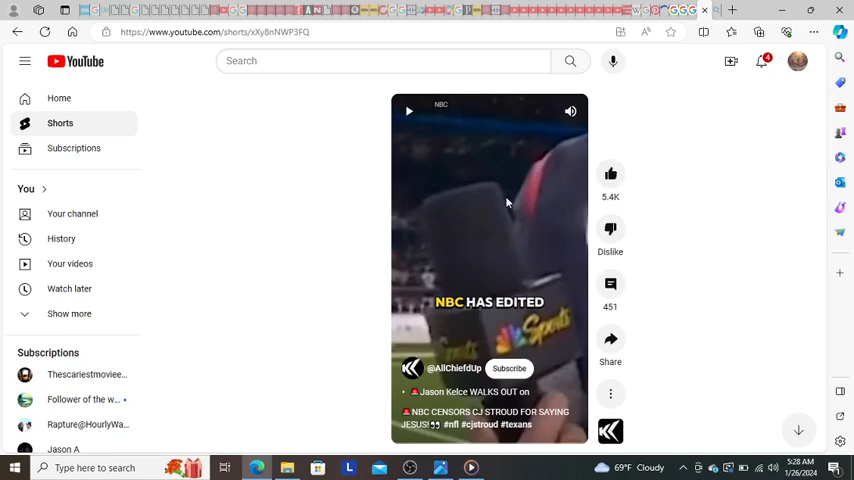 https://www.youtube.com/shorts/xXy8nNWP3FQ
YouTube
Search
4
Home
Shorts
Subscriptions
You
Your channel
History
Your videos
Watch later
Show more
Subscriptions
Thescariestmoviee...
Follower of the w...
Rapture@HourlyWa...
Jason A
NBC
NBC HAS EDITED
Sports
Sports
@AllChiefdUp
Subscribe
🚨Jason Kelce WALKS OUT on
🚨NBC CENSORS CJ STROUD FOR SAYING
JESUS!👀 #nfl #cjstroud #texans
5.4K
Dislike
451
Share
Type here to search
69°F Cloudy
5:28 AM
1/26/2024